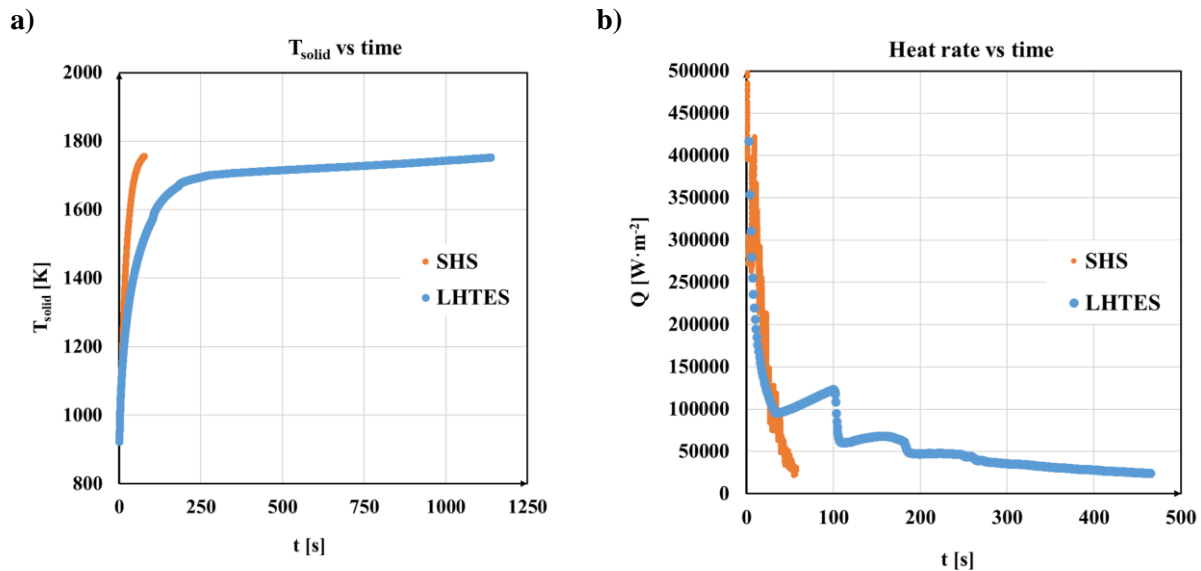 a)
T_solid vs time
2000
1800
1600
1400
1200
1000
800
T_solid [K]
SHS
LHTES
0 250 500 750 1000 1250
t [s]
b)
Heat rate vs time
500000
450000
400000
350000
300000
250000
200000
150000
100000
50000
0
Q [W·m⁻²]
SHS
LHTES
0 100 200 300 400 500
t [s]